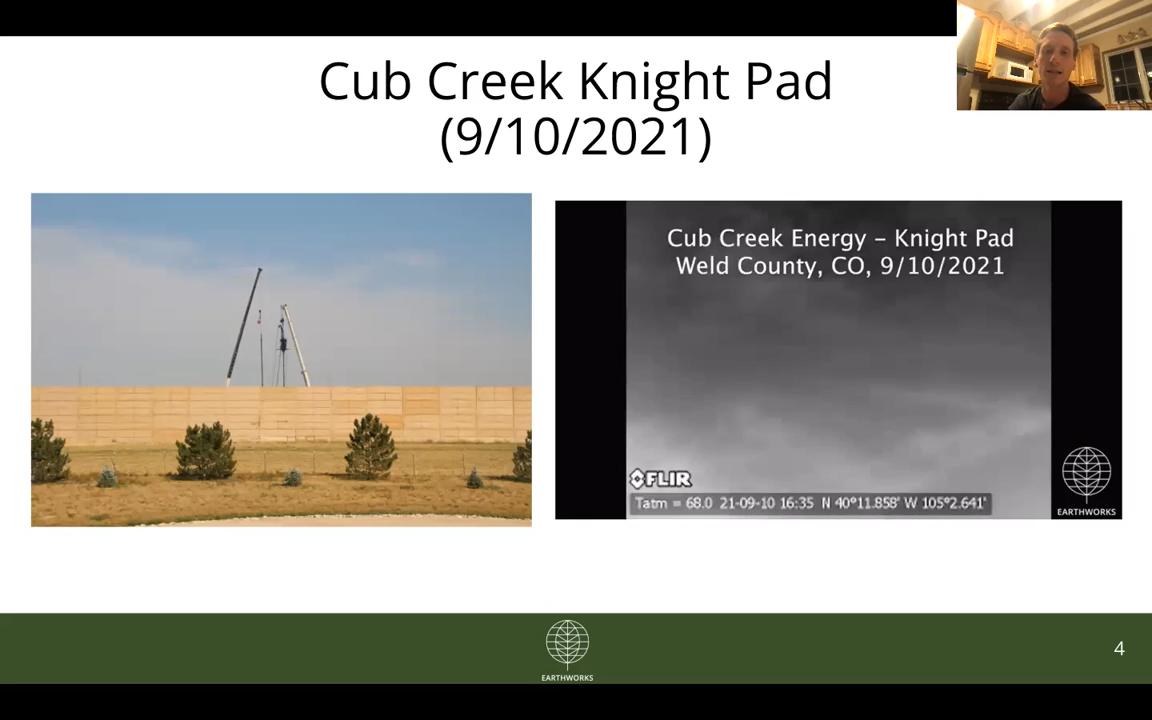 Cub Creek Knight Pad
(9/10/2021)
Cub Creek Energy – Knight Pad
Weld County, CO, 9/10/2021
FLIR
Tatm = 68.0 21-09-10 16:35 N 40°11.858' W 105°2.641'
EARTHWORKS
EARTHWORKS
4